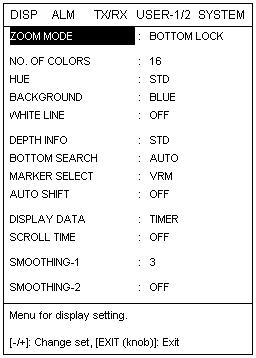 DISP ALM TX/RX USER-1/2 SYSTEM
ZOOM MODE : BOTTOM LOCK
NO. OF COLORS : 16
HUE : STD
BACKGROUND : BLUE
WHITE LINE : OFF
DEPTH INFO : STD
BOTTOM SEARCH : AUTO
MARKER SELECT : VRM
AUTO SHIFT : OFF
DISPLAY DATA : TIMER
SCROLL TIME : OFF
SMOOTHING-1 : 3
SMOOTHING-2 : OFF
Menu for display setting.
[-/+]: Change set, [EXIT (knob)]: Exit